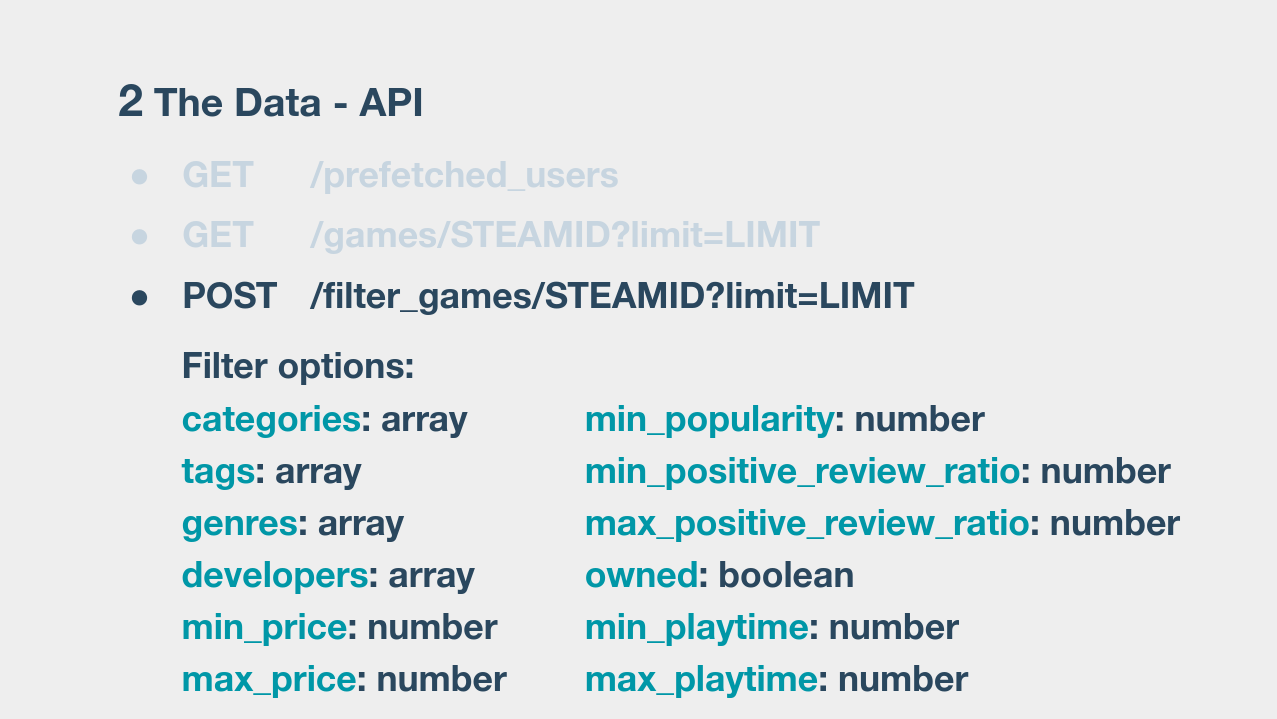 2 The Data - API
● GET /prefetched_users
● GET /games/STEAMID?limit=LIMIT
● POST /filter_games/STEAMID?limit=LIMIT
Filter options:
categories: array
tags: array
genres: array
developers: array
min_price: number
max_price: number
min_popularity: number
min_positive_review_ratio: number
max_positive_review_ratio: number
owned: boolean
min_playtime: number
max_playtime: number